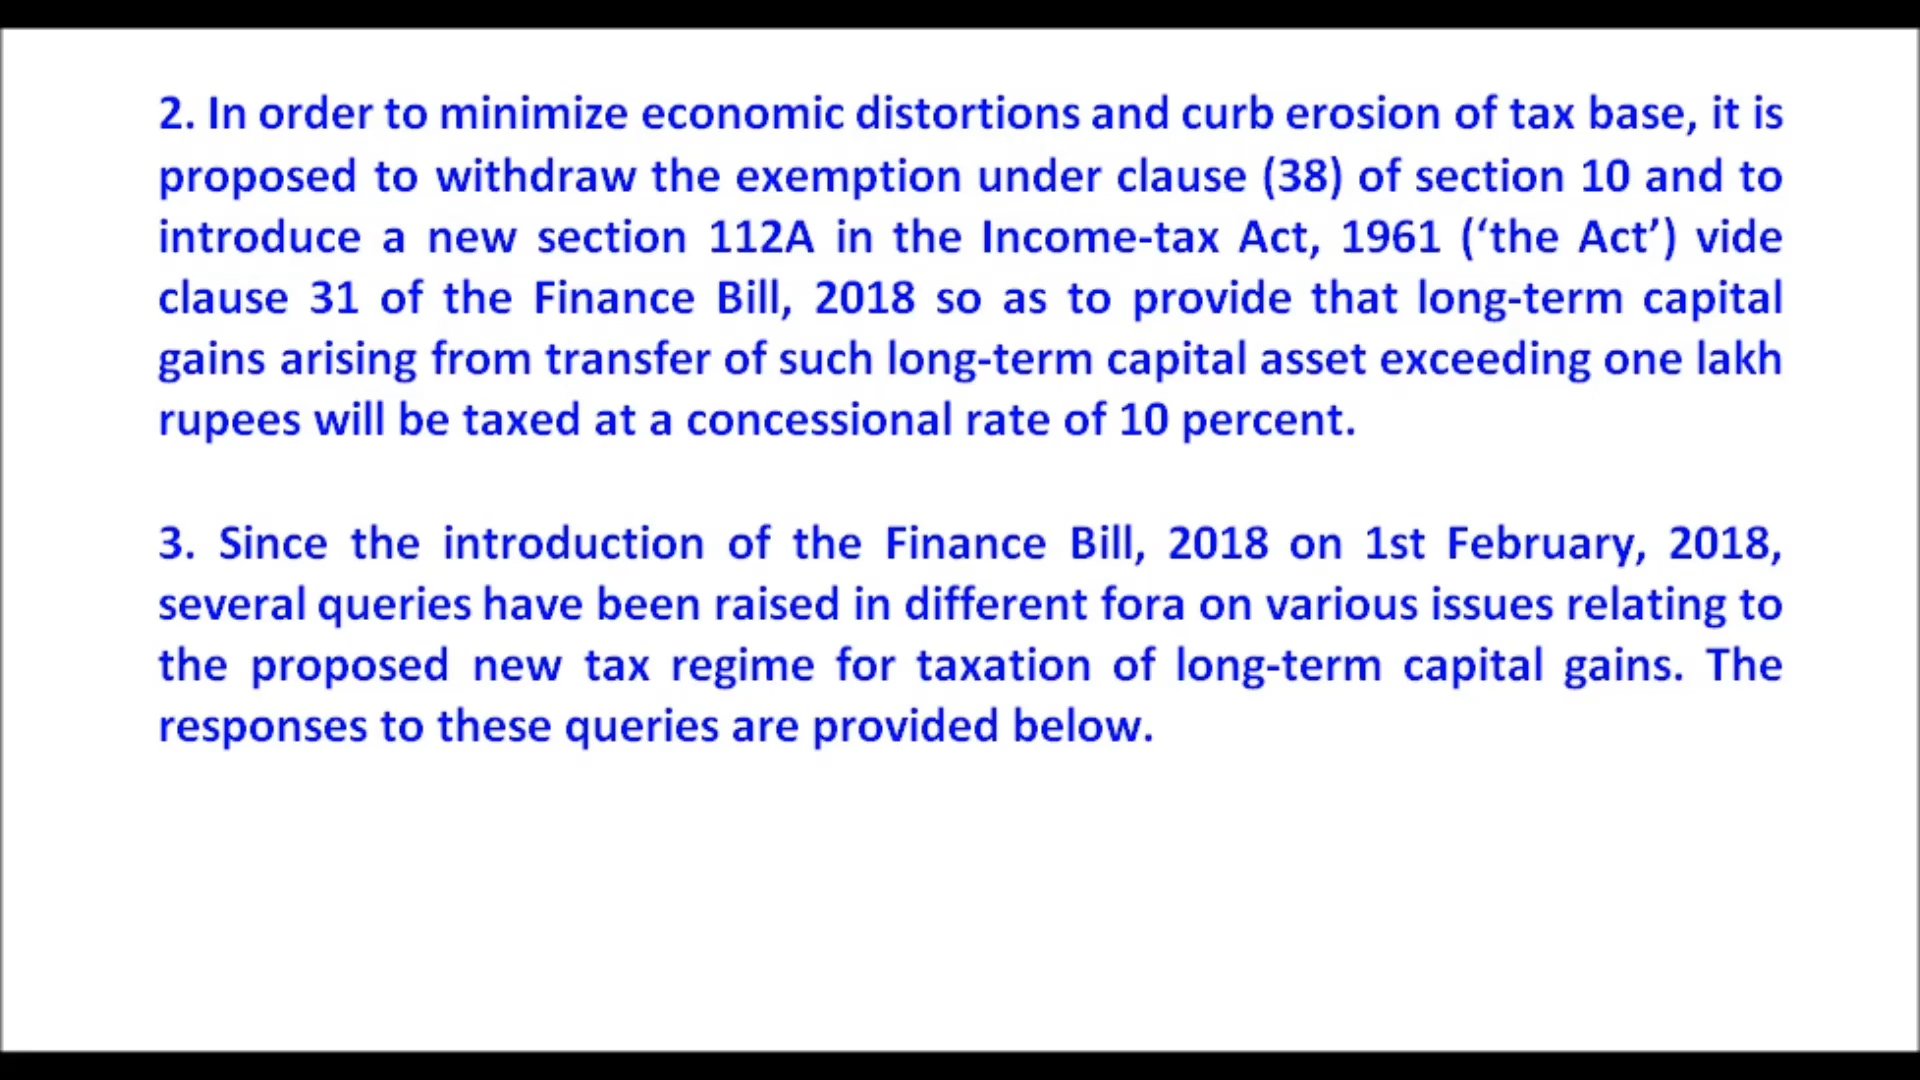 2. In order to minimize economic distortions and curb erosion of tax base, it is
proposed to withdraw the exemption under clause (38) of section 10 and to
introduce a new section 112A in the Income-tax Act, 1961 (‘the Act’) vide
clause 31 of the Finance Bill, 2018 so as to provide that long-term capital
gains arising from transfer of such long-term capital asset exceeding one lakh
rupees will be taxed at a concessional rate of 10 percent.
3. Since the introduction of the Finance Bill, 2018 on 1st February, 2018,
several queries have been raised in different fora on various issues relating to
the proposed new tax regime for taxation of long-term capital gains. The
responses to these queries are provided below.